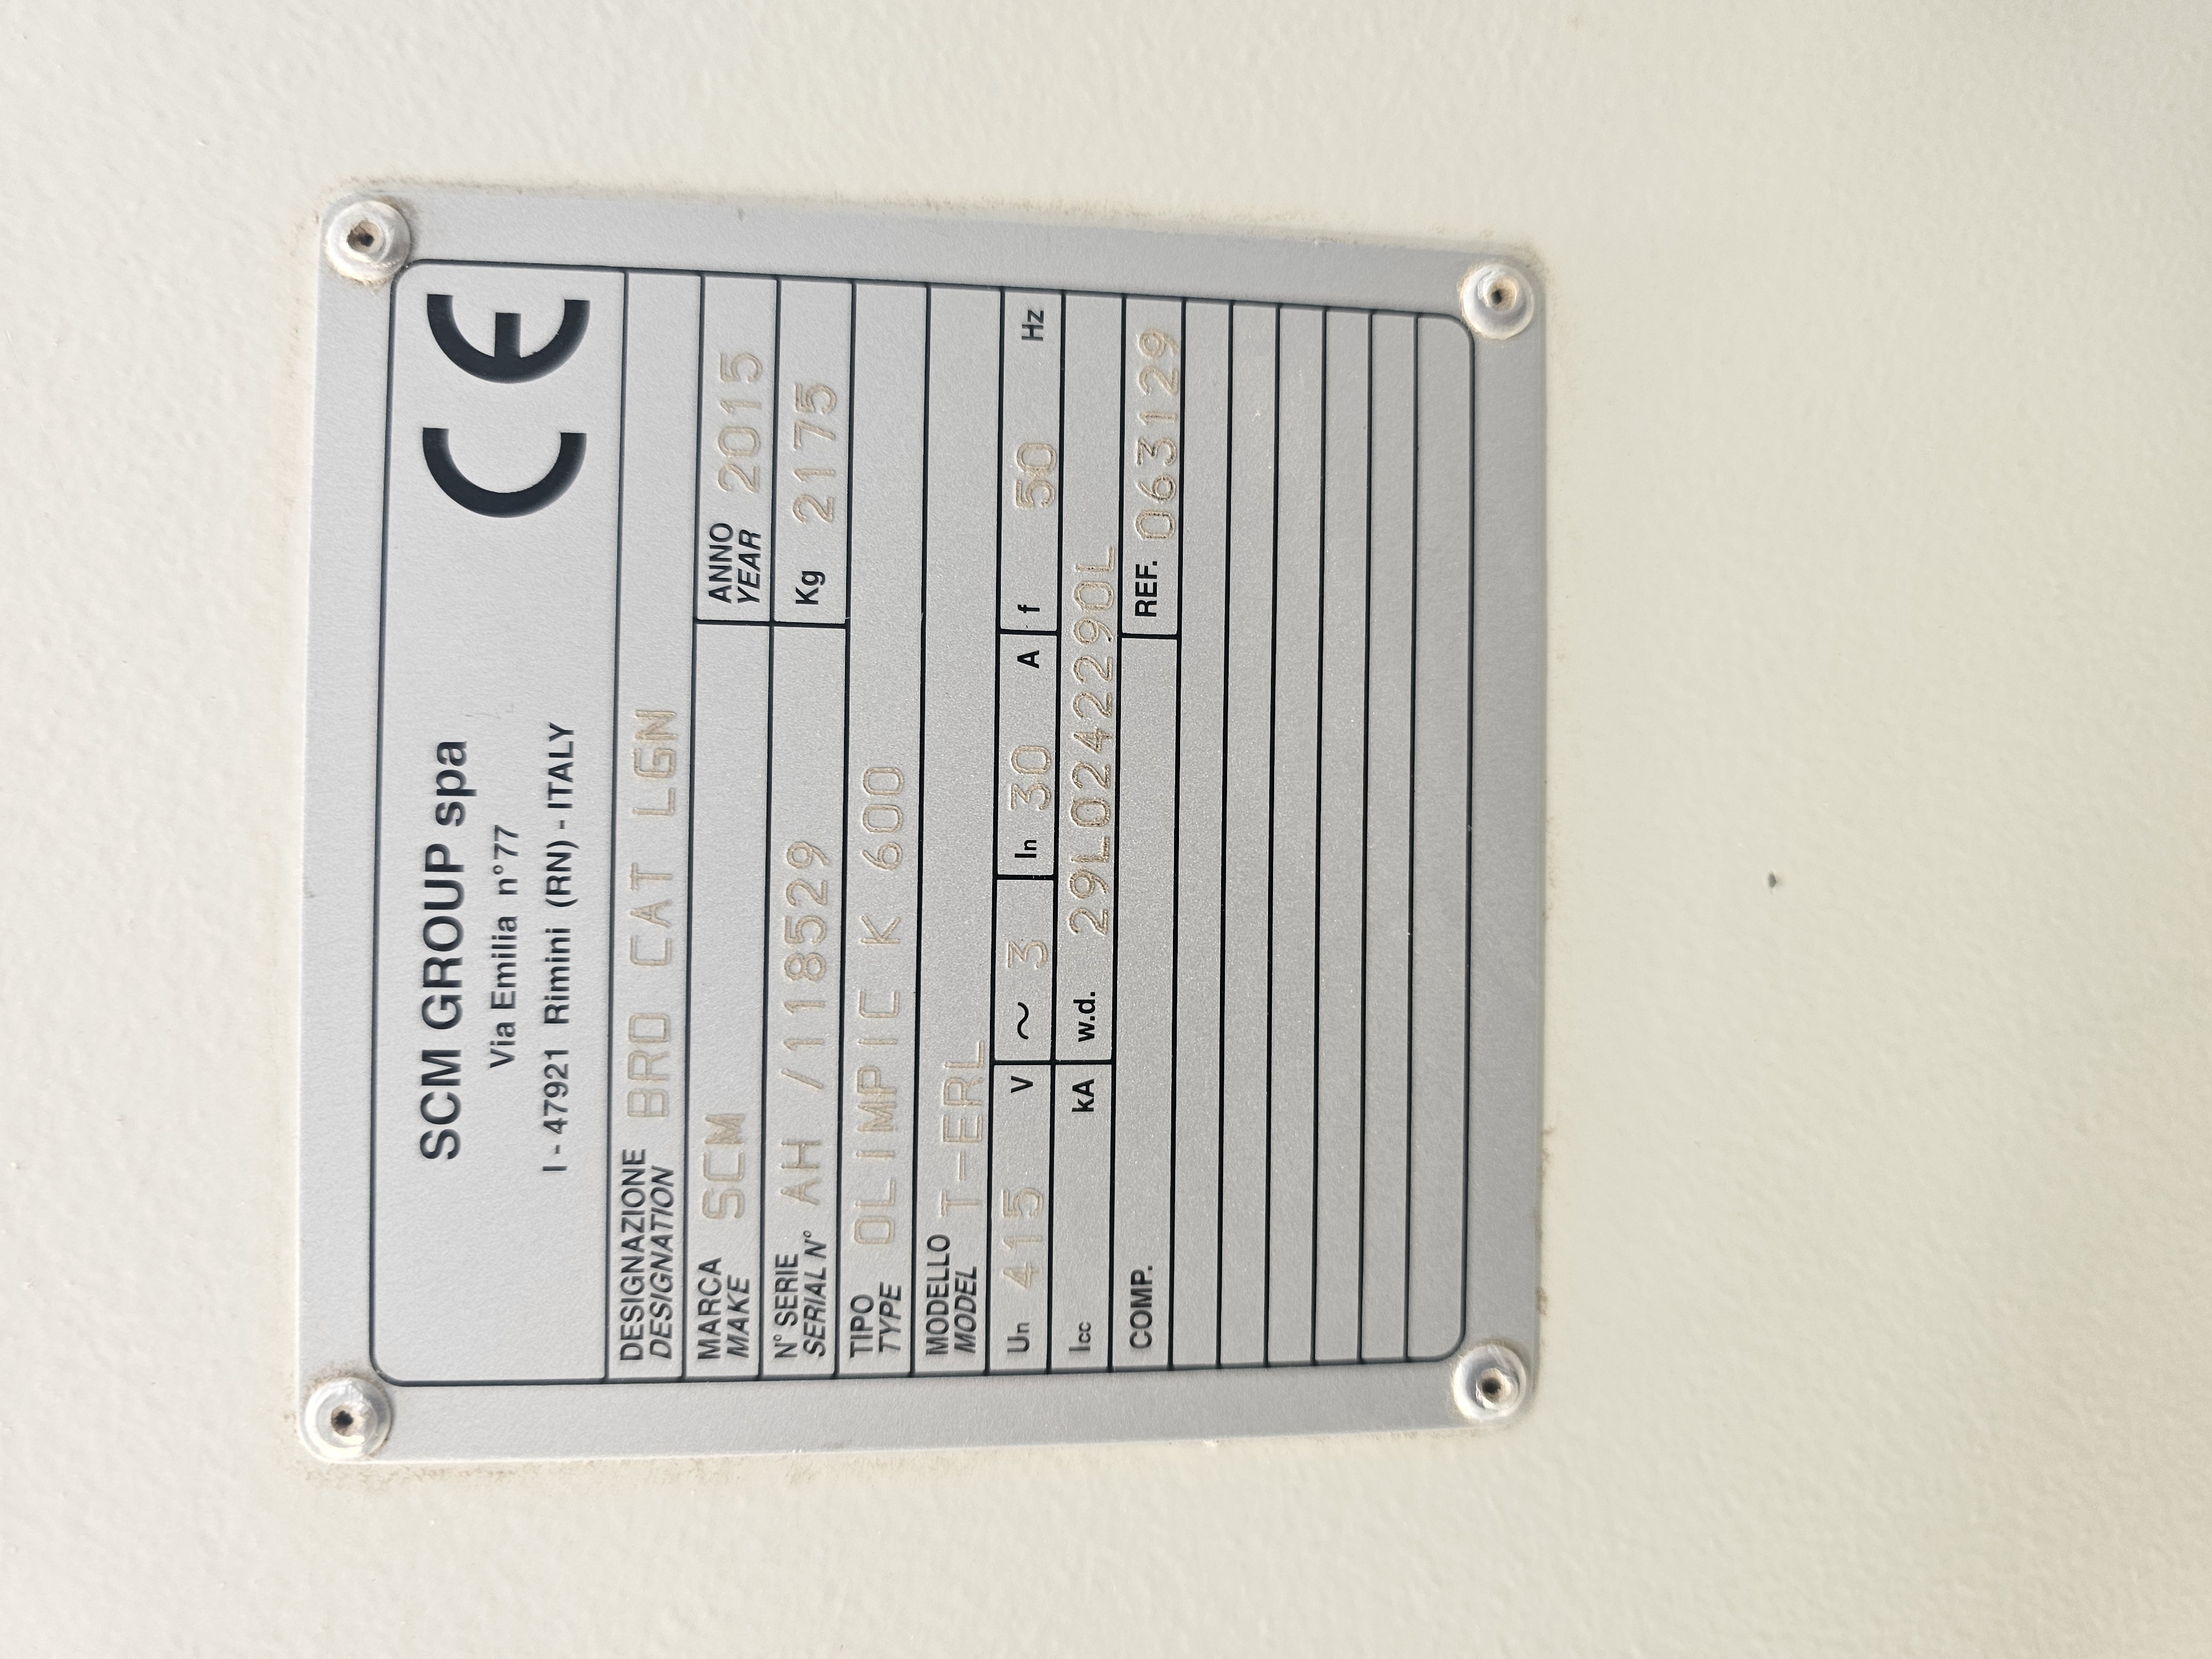 SCM GROUP spa
Via Emilia n°77
I - 47921 Rimini (RN) - ITALY
CE
DESIGNAZIONE
DESIGNATION BRD CAT LGN
MARCA
MAKE SCM
ANNO
YEAR 2015
N° SERIE
SERIAL N° AH / 118529
Kg 2175
TIPO
TYPE OLIMPIC K 600
MODELLO
MODEL T-ERL
Un 415 V ~ 3 In 30 A f 50 Hz
Icc kA w.d. 29L02422290L
COMP. REF. 063129